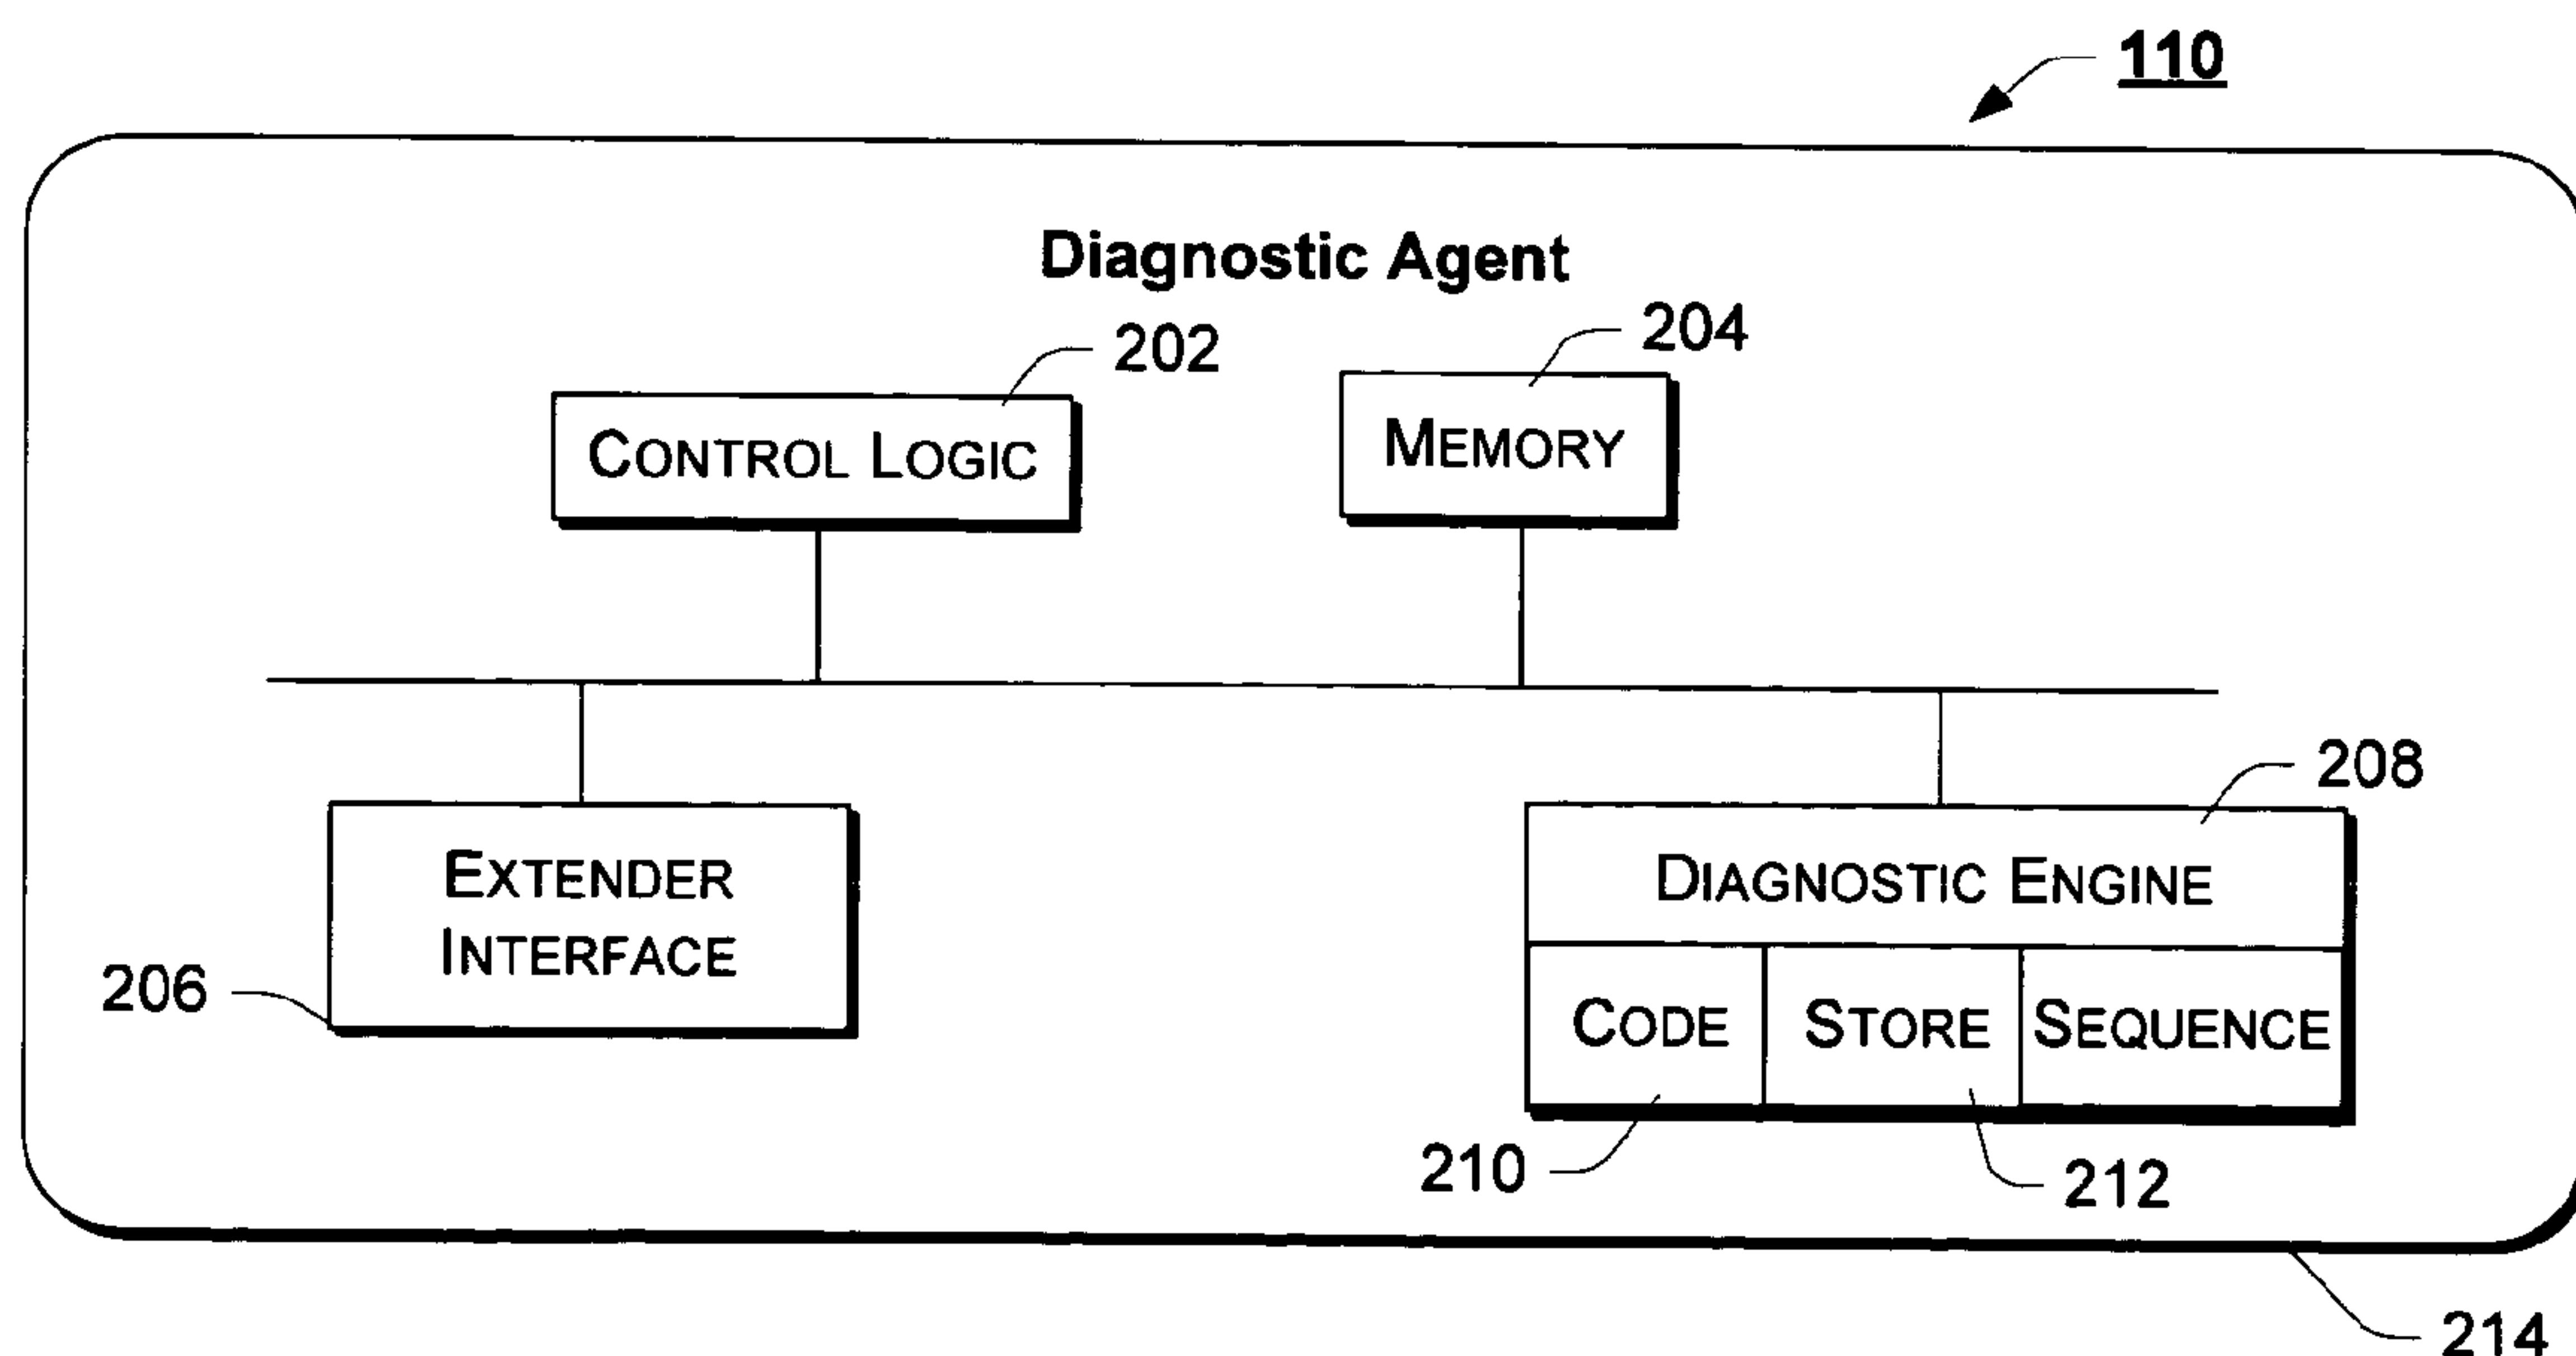 110
Diagnostic Agent
202
204
CONTROL LOGIC
MEMORY
208
EXTENDER
INTERFACE
206
DIAGNOSTIC ENGINE
CODE
STORE
SEQUENCE
210
212
214